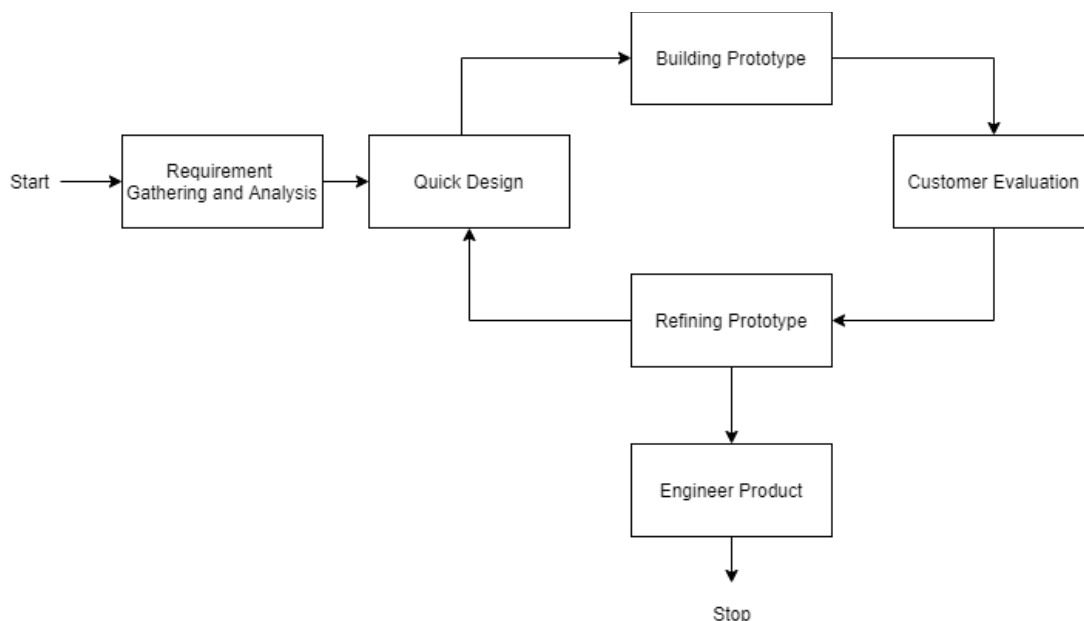 Building Prototype
Start
Requirement
Gathering and Analysis
Quick Design
Customer Evaluation
Refining Prototype
Engineer Product
Stop